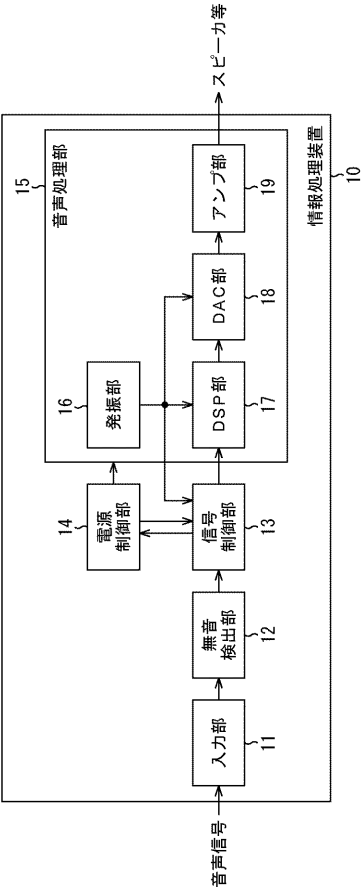 音声信号
入力部
11
無音
検出部
12
信号
制御部
13
電源
制御部
14
音声処理部
15
発振部
16
DSP部
17
DAC部
18
アンプ部
19
スピーカ等
情報処理装置
10